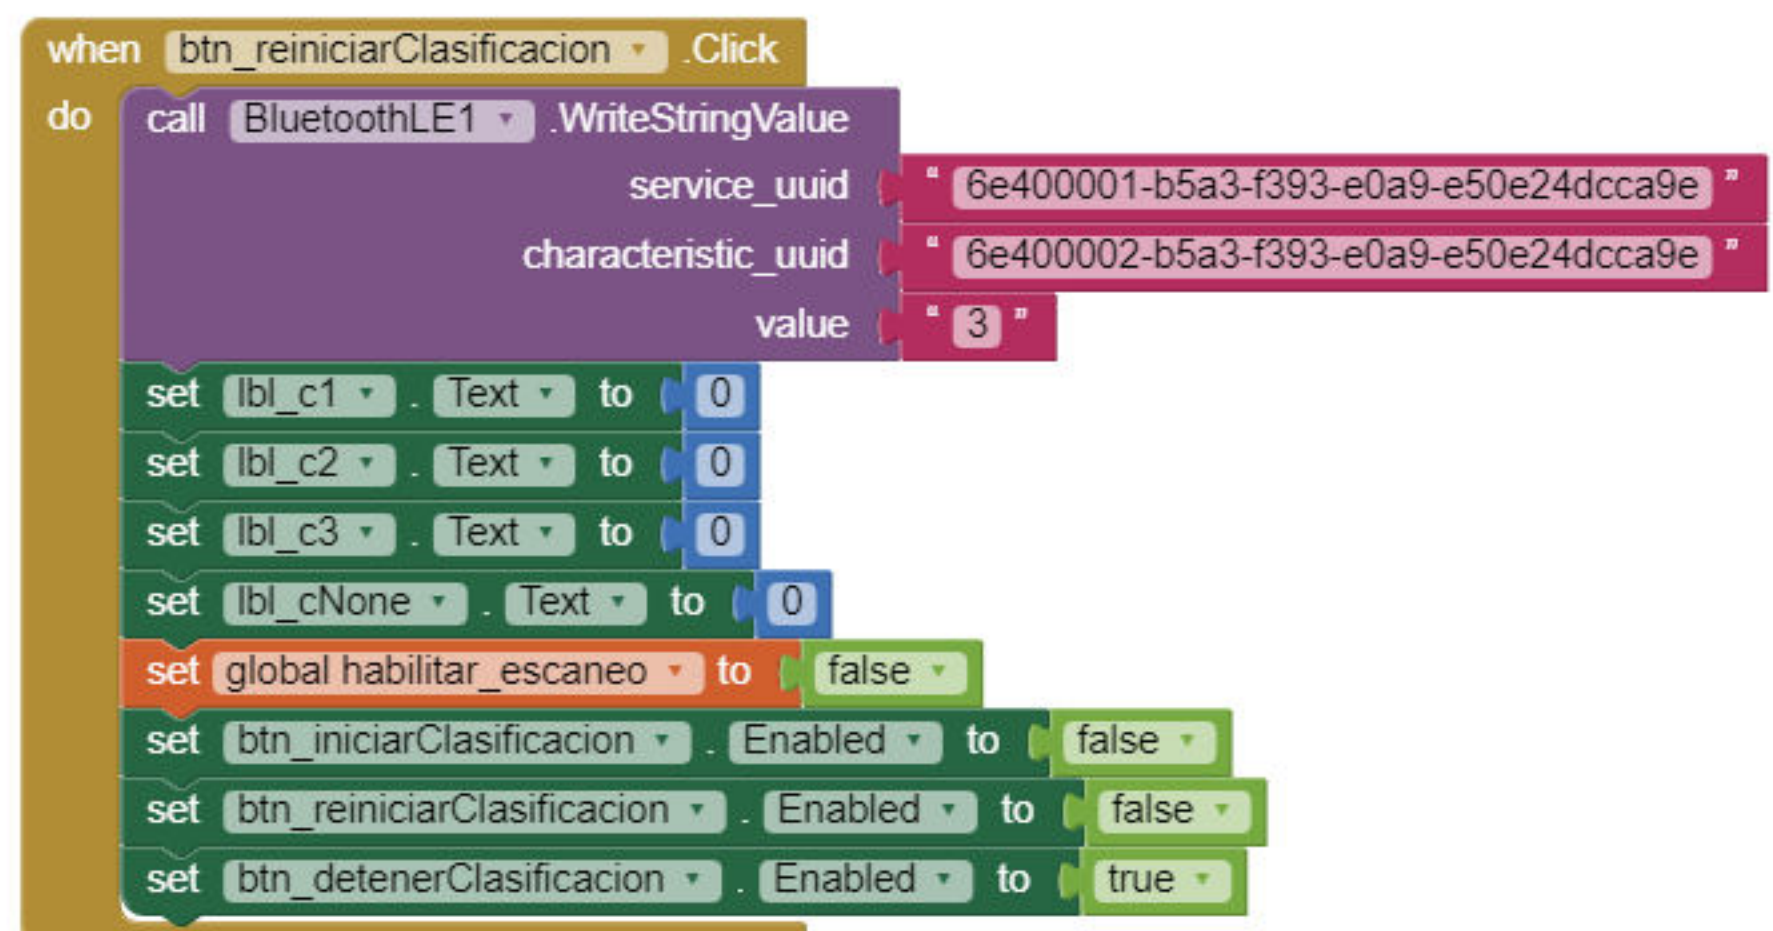 when btn_reiniciarClasificacion .Click
do call BluetoothLE1 .WriteStringValue
service_uuid “ 6e400001-b5a3-f393-e0a9-e50e24dcca9e ”
characteristic_uuid “ 6e400002-b5a3-f393-e0a9-e50e24dcca9e ”
value “ 3 ”
set lbl_c1 . Text to 0
set lbl_c2 . Text to 0
set lbl_c3 . Text to 0
set lbl_cNone . Text to 0
set global habilitar_escaneo to false
set btn_iniciarClasificacion . Enabled to false
set btn_reiniciarClasificacion . Enabled to false
set btn_detenerClasificacion . Enabled to true